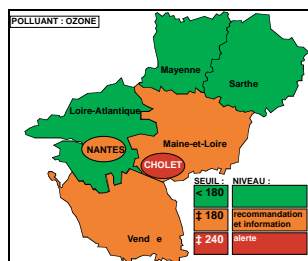 POLLUANT : OZONE
Mayenne
Sarthe
Loire-Atlantique
NANTES
Maine-et-Loire
CHOLET
Vend e
SEUIL : NIVEAU :
< 180
‡ 180 recommandation
et information
‡ 240 alerté